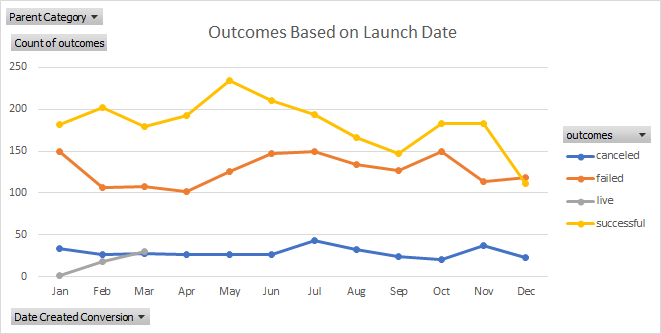 Parent Category
Count of outcomes
Outcomes Based on Launch Date
250
200
150
100
50
0
Jan Feb Mar Apr May Jun Jul Aug Sep Oct Nov Dec
outcomes
canceled
failed
live
successful
Date Created Conversion